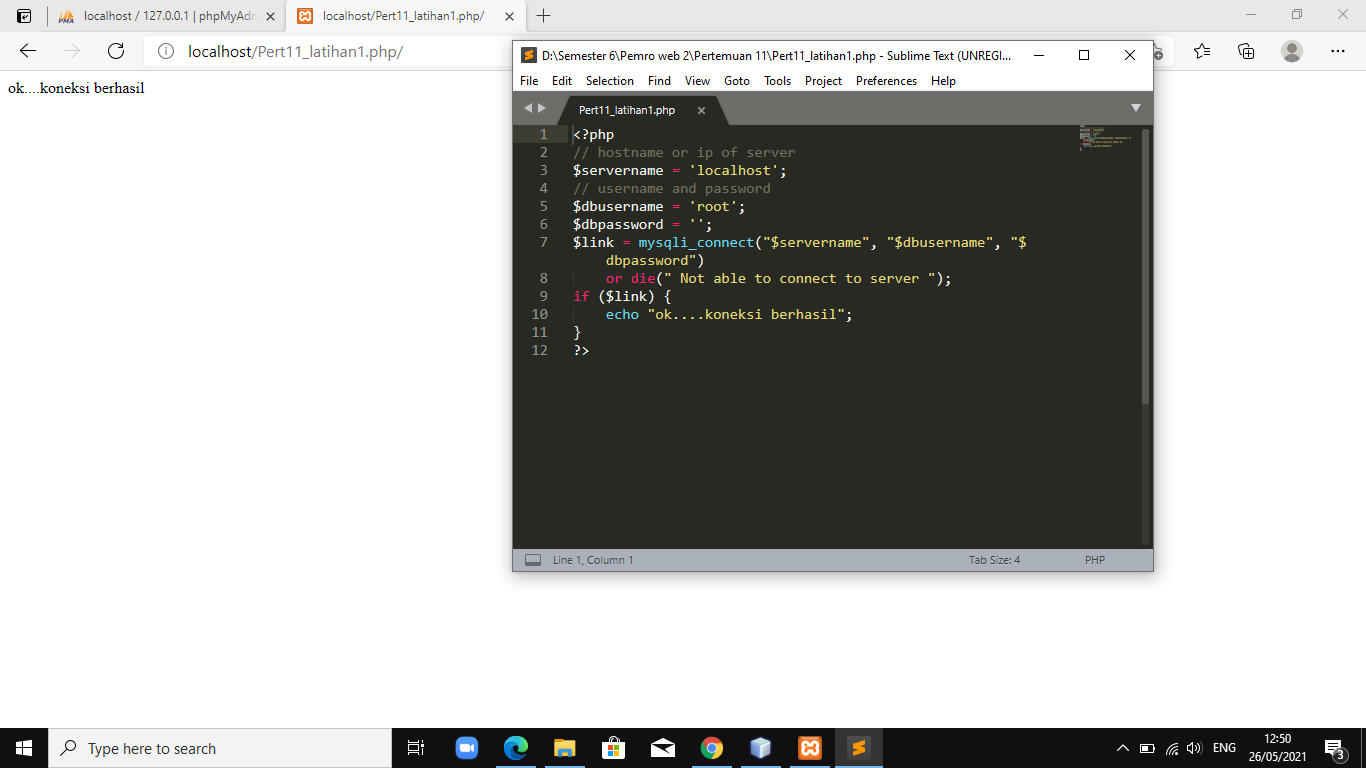 localhost / 127.0.0.1 | phpMyAdm
localhost/Pert11_latihan1.php/
localhost/Pert11_latihan1.php/
ok....koneksi berhasil
D:\Semester 6\Pemro web 2\Pertemuan 11\Pert11_latihan1.php - Sublime Text (UNREGI...
File Edit Selection Find View Goto Tools Project Preferences Help
Pert11_latihan1.php
1 <?php
2 // hostname or ip of server
3 $servername = 'localhost';
4 // username and password
5 $dbusername = 'root';
6 $dbpassword = '';
7 $link = mysqli_connect("$servername", "$dbusername", "$
dbpassword")
8 or die(" Not able to connect to server ");
9 if ($link) {
10 echo "ok....koneksi berhasil";
11 }
12 ?>
Line 1, Column 1 Tab Size: 4 PHP
Type here to search
ENG
12:50
26/05/2021
3